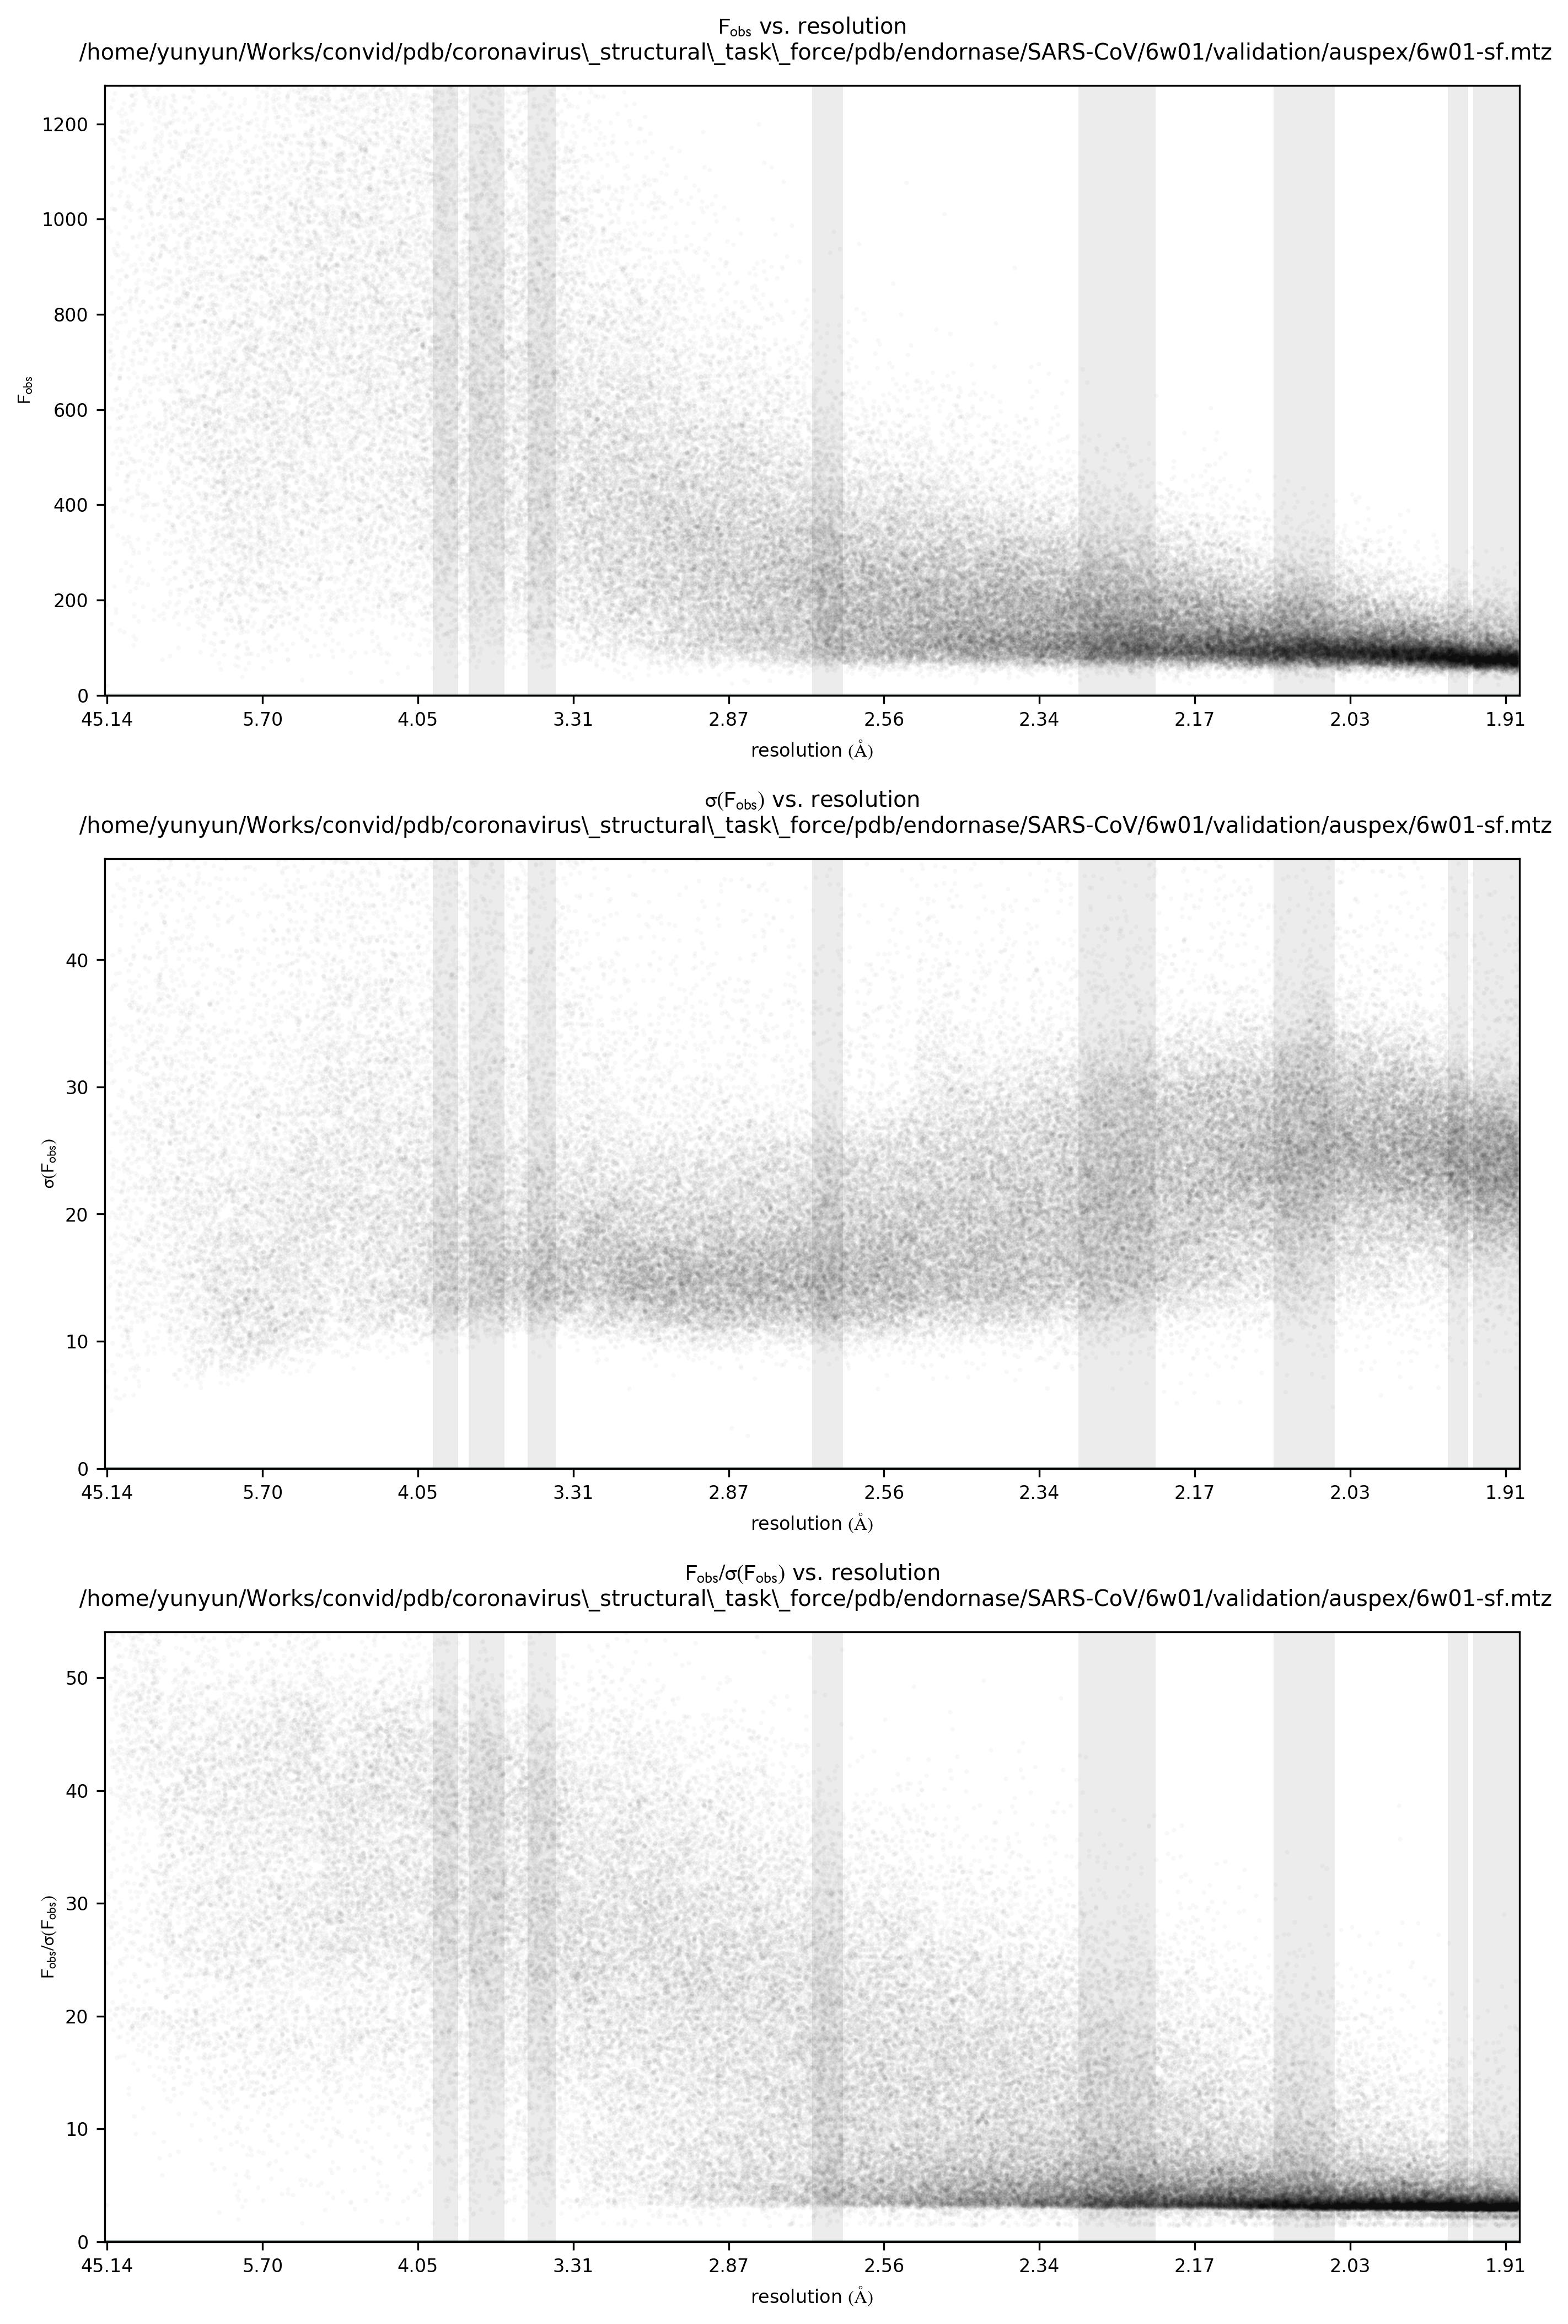 Fobs vs. resolution
/home/yunyun/Works/convid/pdb/coronavirus\_structural\_task\_force/pdb/endornase/SARS-CoV/6w01/validation/auspex/6w01-sf.mtz
1200
1000
800
600
400
200
0
Fobs
45.14 5.70 4.05 3.31 2.87 2.56 2.34 2.17 2.03 1.91
resolution (Å)
σ(Fobs) vs. resolution
/home/yunyun/Works/convid/pdb/coronavirus\_structural\_task\_force/pdb/endornase/SARS-CoV/6w01/validation/auspex/6w01-sf.mtz
40
30
20
10
0
σ(Fobs)
45.14 5.70 4.05 3.31 2.87 2.56 2.34 2.17 2.03 1.91
resolution (Å)
Fobs/σ(Fobs) vs. resolution
/home/yunyun/Works/convid/pdb/coronavirus\_structural\_task\_force/pdb/endornase/SARS-CoV/6w01/validation/auspex/6w01-sf.mtz
50
40
30
20
10
0
Fobs/σ(Fobs)
45.14 5.70 4.05 3.31 2.87 2.56 2.34 2.17 2.03 1.91
resolution (Å)